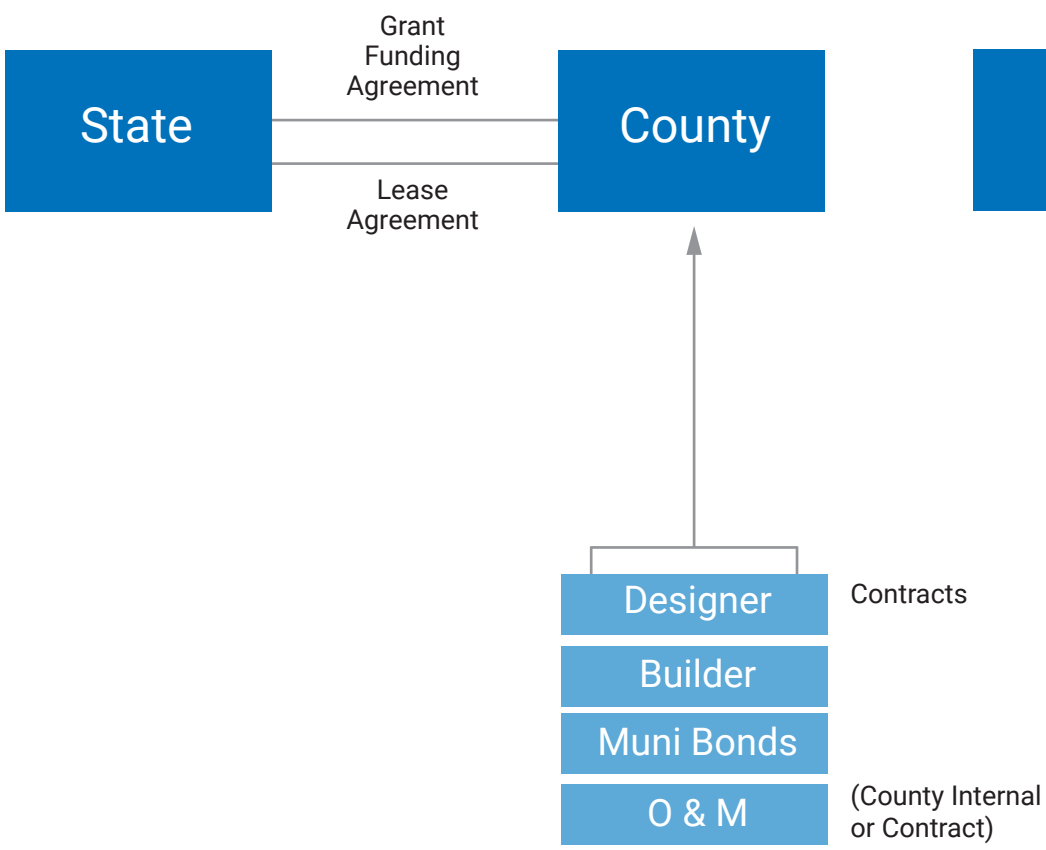 Grant
Funding
Agreement
State
County
Lease
Agreement
Designer
Contracts
Builder
Muni Bonds
O & M
(County Internal
or Contract)